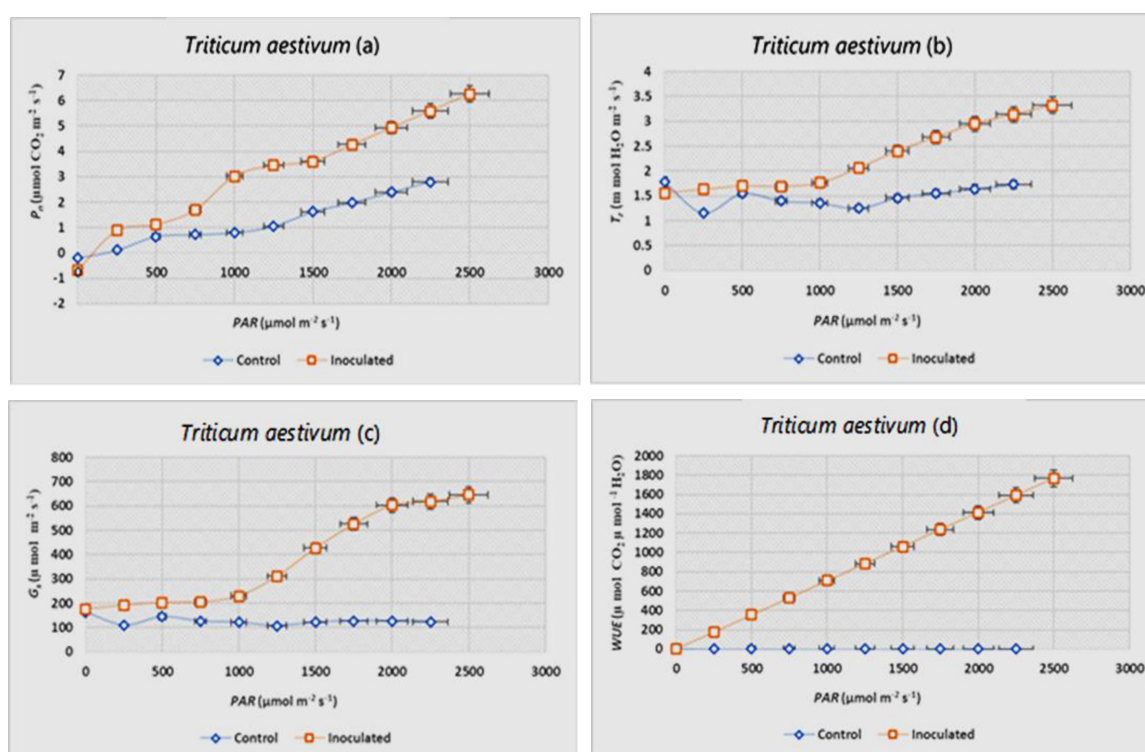 Triticum aestivum (a)
7
6
5
4
3
2
1
0
-1
-2
Pn (µmol CO2 m-2 s-1)
0 500 1000 1500 2000 2500 3000
PAR (µmol m-2 s-1)
Control Inoculated
Triticum aestivum (b)
4
3.5
3
2.5
2
1.5
1
0.5
0
Tr (m mol H2O m-2 s-1)
0 500 1000 1500 2000 2500 3000
PAR (µmol m-2 s-1)
Control Inoculated
Triticum aestivum (c)
800
700
600
500
400
300
200
100
0
Gs (µ mol m-2 s-1)
0 500 1000 1500 2000 2500 3000
PAR (µmol m-2 s-1)
Control Inoculated
Triticum aestivum (d)
2000
1800
1600
1400
1200
1000
800
600
400
200
0
WUE (µ mol CO2 µ mol -1 H2O)
0 500 1000 1500 2000 2500 3000
PAR (µmol m-2 s-1)
Control Inoculated